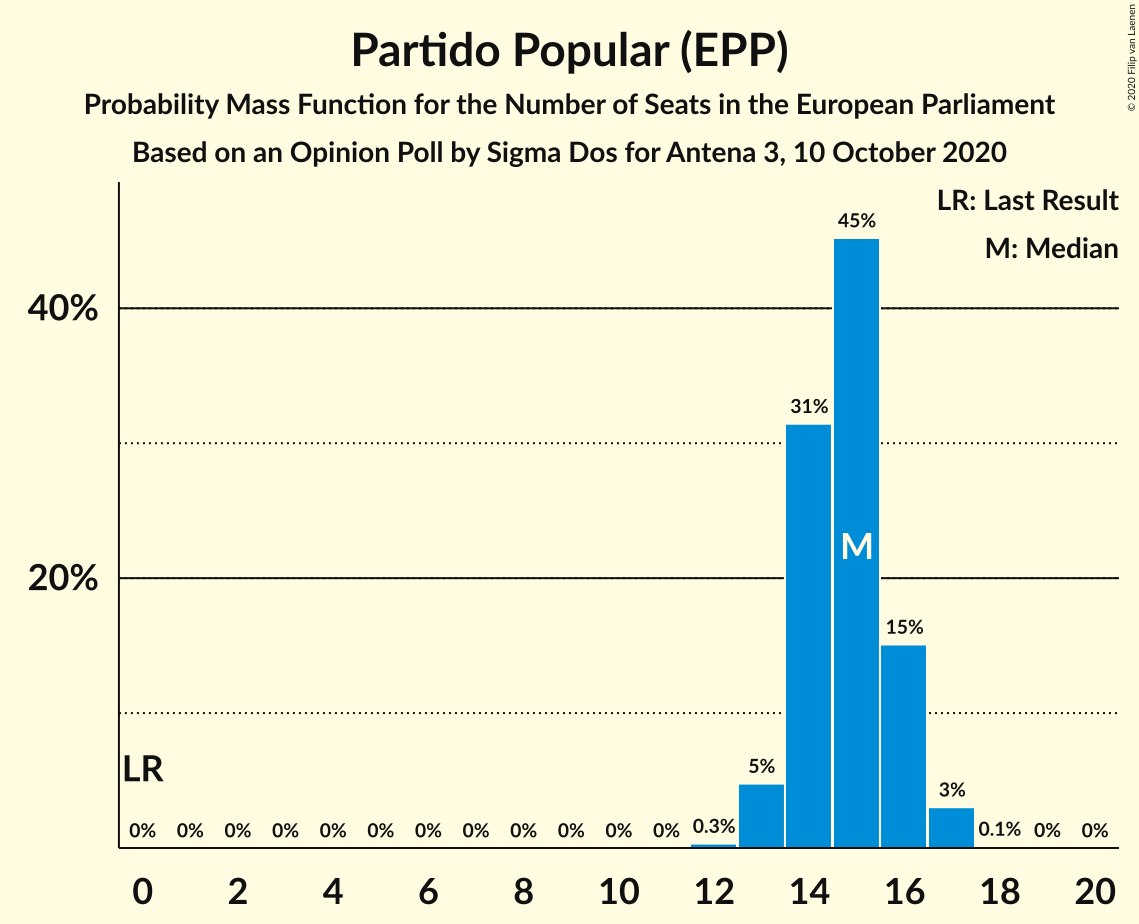 Partido Popular (EPP)
Probability Mass Function for the Number of Seats in the European Parliament
Based on an Opinion Poll by Sigma Dos for Antena 3, 10 October 2020
© 2020 Filip van Laenen
LR: Last Result
M: Median
45%
40%
31%
M
20%
15%
LR
5%
3%
0% 0% 0% 0% 0% 0% 0% 0% 0% 0% 0% 0% 0.3% 0.1% 0% 0%
0 2 4 6 8 10 12 14 16 18 20